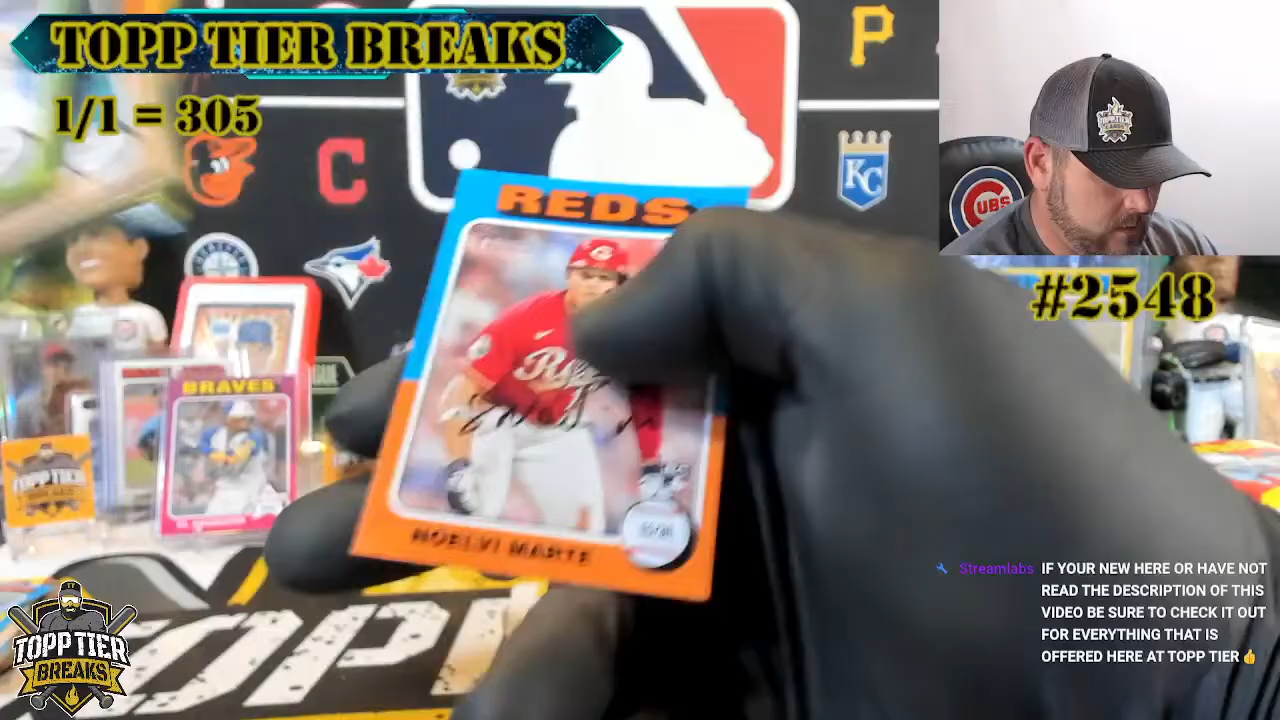 TOPP TIER BREAKS
1/1 = 305
P
C
KC
CUBS
REDS
#2548
BRAVES
NOELVI MARTE
Streamlabs IF YOUR NEW HERE OR HAVE NOT
READ THE DESCRIPTION OF THIS
VIDEO BE SURE TO CHECK IT OUT
FOR EVERYTHING THAT IS
OFFERED HERE AT TOPP TIER👍
TOPP TIER
BREAKS